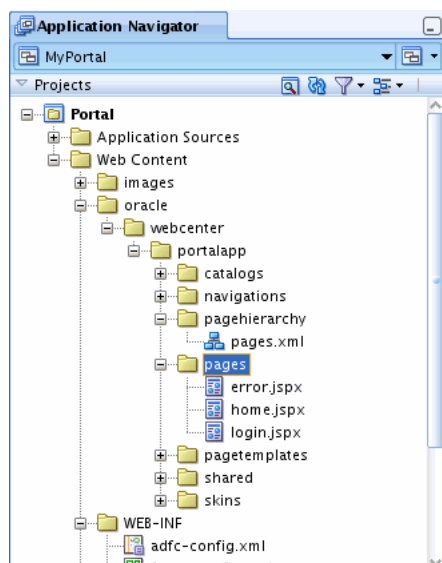 Application Navigator
MyPortal
Projects
Portal
Application Sources
Web Content
images
oracle
webcenter
portalapp
catalogs
navigations
pagehierarchy
pages.xml
pages
error.jspx
home.jspx
login.jspx
pagetemplates
shared
skins
WEB-INF
adfc-config.xml